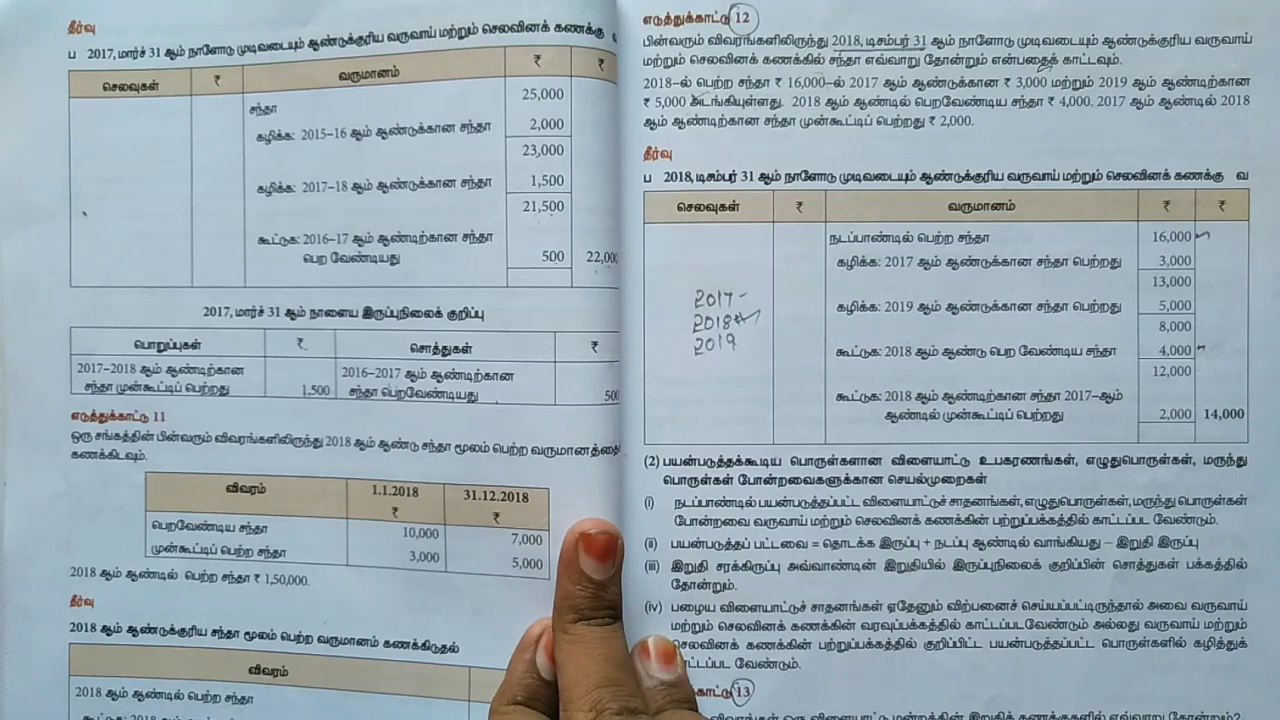 தீர்வு
ப 2017, மார்ச் 31 ஆம் நாளோடு முடிவடையும் ஆண்டுக்குரிய வருவாய் மற்றும் செலவினக் கணக்கு
செலவுகள் ₹ வருமானம் ₹ ₹
சந்தா 25,000
கழிக்க: 2015-16 ஆம் ஆண்டுக்கான சந்தா 2,000
23,000
கழிக்க: 2017-18 ஆம் ஆண்டுக்கான சந்தா 1,500
21,500
கூட்டுக: 2016-17 ஆம் ஆண்டிற்கான சந்தா
பெற வேண்டியது 500 22,000
2017, மார்ச் 31 ஆம் நாளைய இருப்புநிலைக் குறிப்பு
பொறுப்புகள் ₹ சொத்துகள் ₹
2017-2018 ஆம் ஆண்டிற்கான 2016-2017 ஆம் ஆண்டிற்கான
சந்தா முன்கூட்டிப் பெற்றது 1,500 சந்தா பெறவேண்டியது 500
எடுத்துக்காட்டு 11
ஒரு சங்கத்தின் பின்வரும் விவரங்களிலிருந்து 2018 ஆம் ஆண்டு சந்தா மூலம் பெற்ற வருமானத்தை
கணக்கிடவும்.
விவரம் 1.1.2018 31.12.2018
₹ ₹
பெறவேண்டிய சந்தா 10,000 7,000
முன்கூட்டிப் பெற்ற சந்தா 3,000 5,000
2018 ஆம் ஆண்டில் பெற்ற சந்தா ₹ 1,50,000.
தீர்வு
2018 ஆம் ஆண்டுக்குரிய சந்தா மூலம் பெற்ற வருமானம் கணக்கிடுதல்
விவரம்
2018 ஆம் ஆண்டில் பெற்ற சந்தா
எடுத்துக்காட்டு 12
பின்வரும் விவரங்களிலிருந்து 2018, டிசம்பர் 31 ஆம் நாளோடு முடிவடையும் ஆண்டுக்குரிய வருவாய்
மற்றும் செலவினக் கணக்கில் சந்தா எவ்வாறு தோன்றும் என்பதைக் காட்டவும்.
2018-ல் பெற்ற சந்தா ₹ 16,000-ல் 2017 ஆம் ஆண்டுக்கான ₹ 3,000 மற்றும் 2019 ஆம் ஆண்டிற்கான
₹ 5,000 அடங்கியுள்ளது. 2018 ஆம் ஆண்டில் பெறவேண்டிய சந்தா ₹ 4,000. 2017 ஆம் ஆண்டில் 2018
ஆம் ஆண்டிற்கான சந்தா முன்கூட்டிப் பெற்றது ₹ 2,000.
தீர்வு
ப 2018, டிசம்பர் 31 ஆம் நாளோடு முடிவடையும் ஆண்டுக்குரிய வருவாய் மற்றும் செலவினக் கணக்கு வ
செலவுகள் ₹ வருமானம் ₹ ₹
நடப்பாண்டில் பெற்ற சந்தா 16,000
கழிக்க: 2017 ஆம் ஆண்டுக்கான சந்தா பெற்றது 3,000
13,000
2017 -
கழிக்க: 2019 ஆம் ஆண்டுக்கான சந்தா பெற்றது 5,000
2018
8,000
2019
கூட்டுக: 2018 ஆம் ஆண்டு பெற வேண்டிய சந்தா 4,000
12,000
கூட்டுக: 2018 ஆம் ஆண்டிற்கான சந்தா 2017-ஆம்
ஆண்டில் முன்கூட்டிப் பெற்றது 2,000 14,000
(2) பயன்படுத்தக்கூடிய பொருள்களான விளையாட்டு உபகரணங்கள், எழுதுபொருள்கள், மருந்து
பொருள்கள் போன்றவைகளுக்கான செயல்முறைகள்
(i) நடப்பாண்டில் பயன்படுத்தப்பட்ட விளையாட்டுச் சாதனங்கள், எழுதுபொருள்கள், மருந்து பொருள்கள்
போன்றவை வருவாய் மற்றும் செலவினக் கணக்கின் பற்றுப்பக்கத்தில் காட்டப்பட வேண்டும்.
(ii) பயன்படுத்தப் பட்டவை = தொடக்க இருப்பு + நடப்பு ஆண்டில் வாங்கியது – இறுதி இருப்பு
(iii) இறுதி சரக்கிருப்பு அவ்வாண்டின் இறுதியில் இருப்புநிலைக் குறிப்பின் சொத்துகள் பக்கத்தில்
தோன்றும்.
(iv) பழைய விளையாட்டுச் சாதனங்கள் ஏதேனும் விற்பனைச் செய்யப்பட்டிருந்தால் அவை வருவாய்
மற்றும் செலவினக் கணக்கின் வரவுப்பக்கத்தில் காட்டப்படவேண்டும் அல்லது வருவாய் மற்றும்
செலவினக் கணக்கின் பற்றுப்பக்கத்தில் குறிப்பிட்ட பயன்படுத்தப்பட்ட பொருள்களில் கழித்துக்
காட்டப்பட வேண்டும்.
காட்டு 13